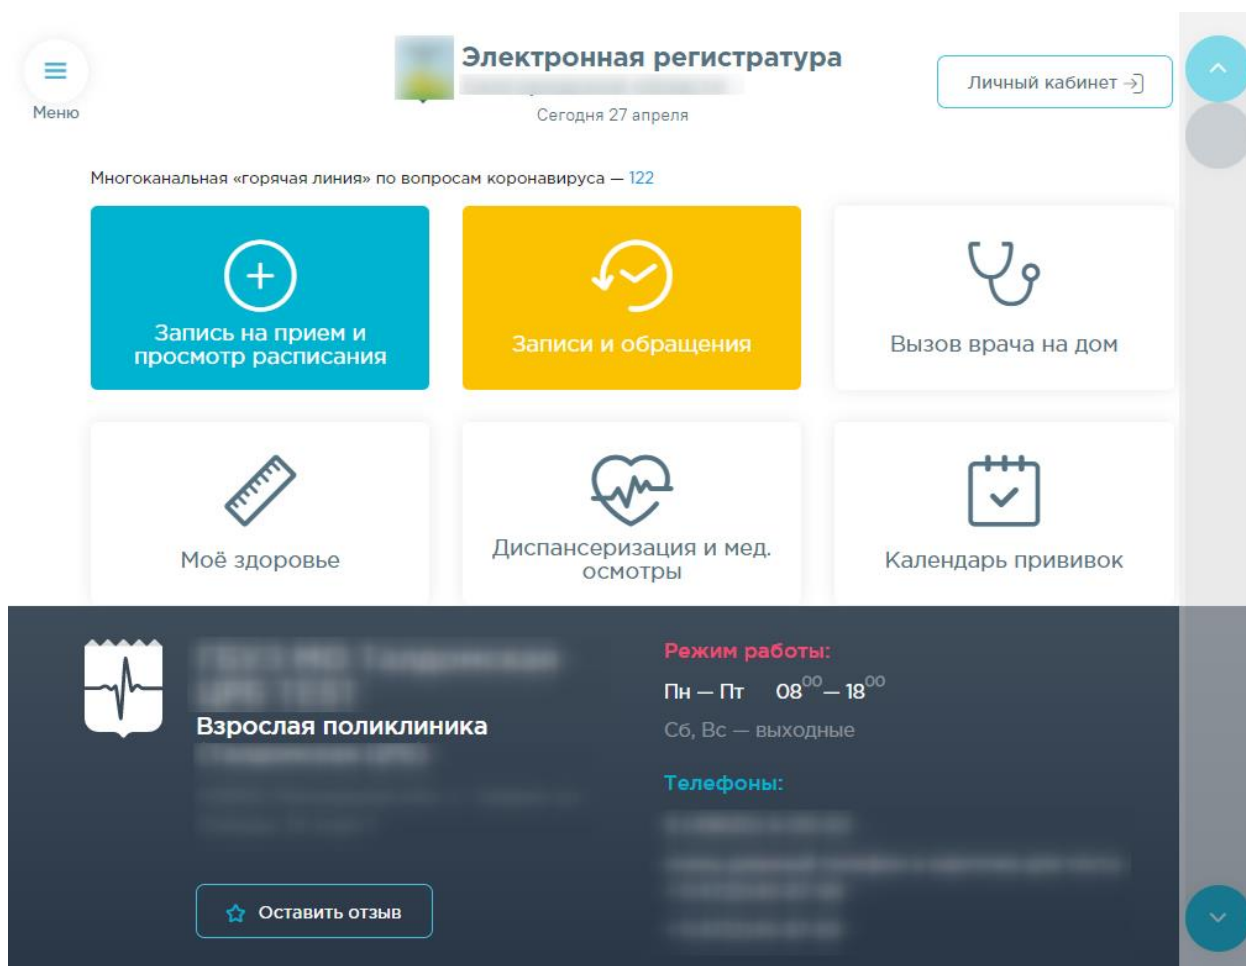 Электронная регистратура
Меню
Личный кабинет
Сегодня 27 апреля
Многоканальная «горячая линия» по вопросам коронавируса — 122
Запись на прием и
просмотр расписания
Записи и обращения
Вызов врача на дом
Моё здоровье
Диспансеризация и мед.
осмотры
Календарь прививок
Взрослая поликлиника
Режим работы:
Пн — Пт 08⁰⁰ — 18⁰⁰
Сб, Вс — выходные
Телефоны:
Оставить отзыв